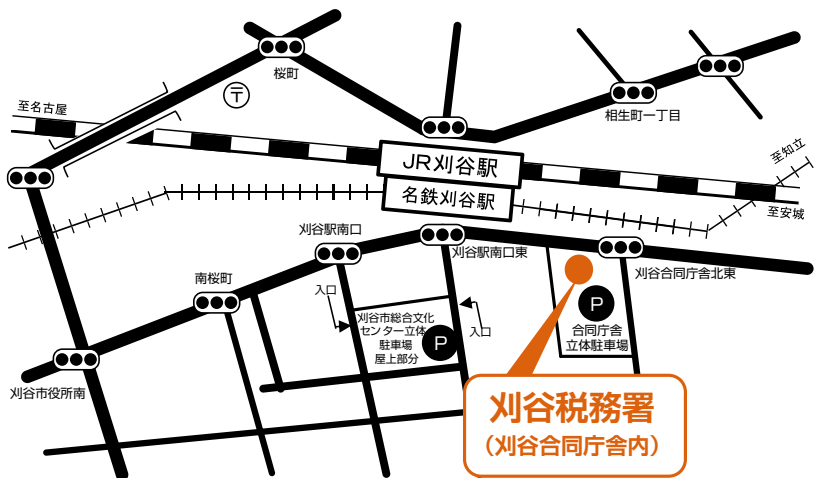 桜町
〒
至名古屋
相生町一丁目
JR刈谷駅
名鉄刈谷駅
至知立
至安城
刈谷駅南口
刈谷駅南口東
刈谷合同庁舎北東
南桜町
入口
入口
刈谷市総合文化
センター立体
駐車場
屋上部分
P
P
合同庁舎
立体駐車場
刈谷市役所南
刈谷税務署
(刈谷合同庁舎内)